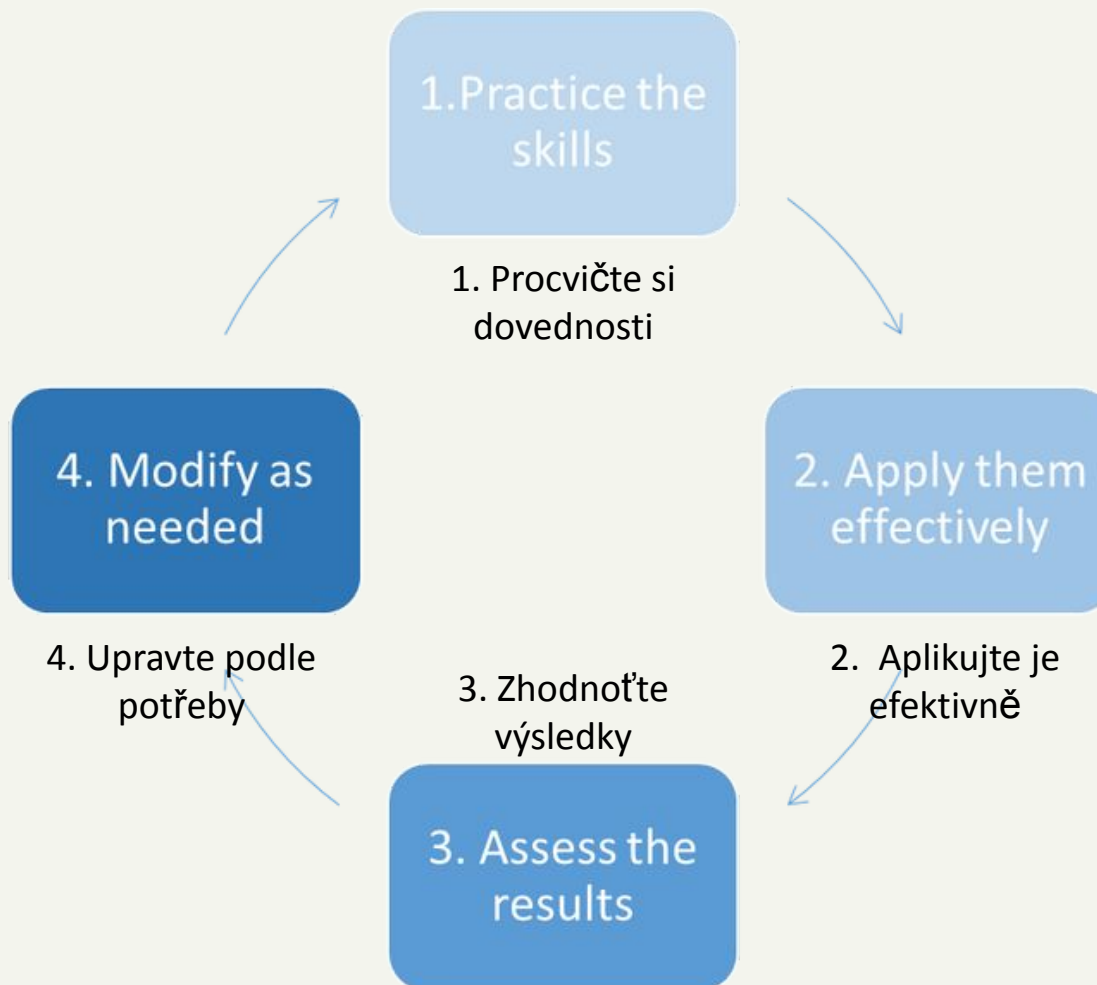 1.Practice the
skills
1. Procvičte si
dovednosti
2. Apply them
effectively
2. Aplikujte je
efektivně
3. Zhodnoťte
výsledky
3. Assess the
results
4. Modify as
needed
4. Upravte podle
potřeby